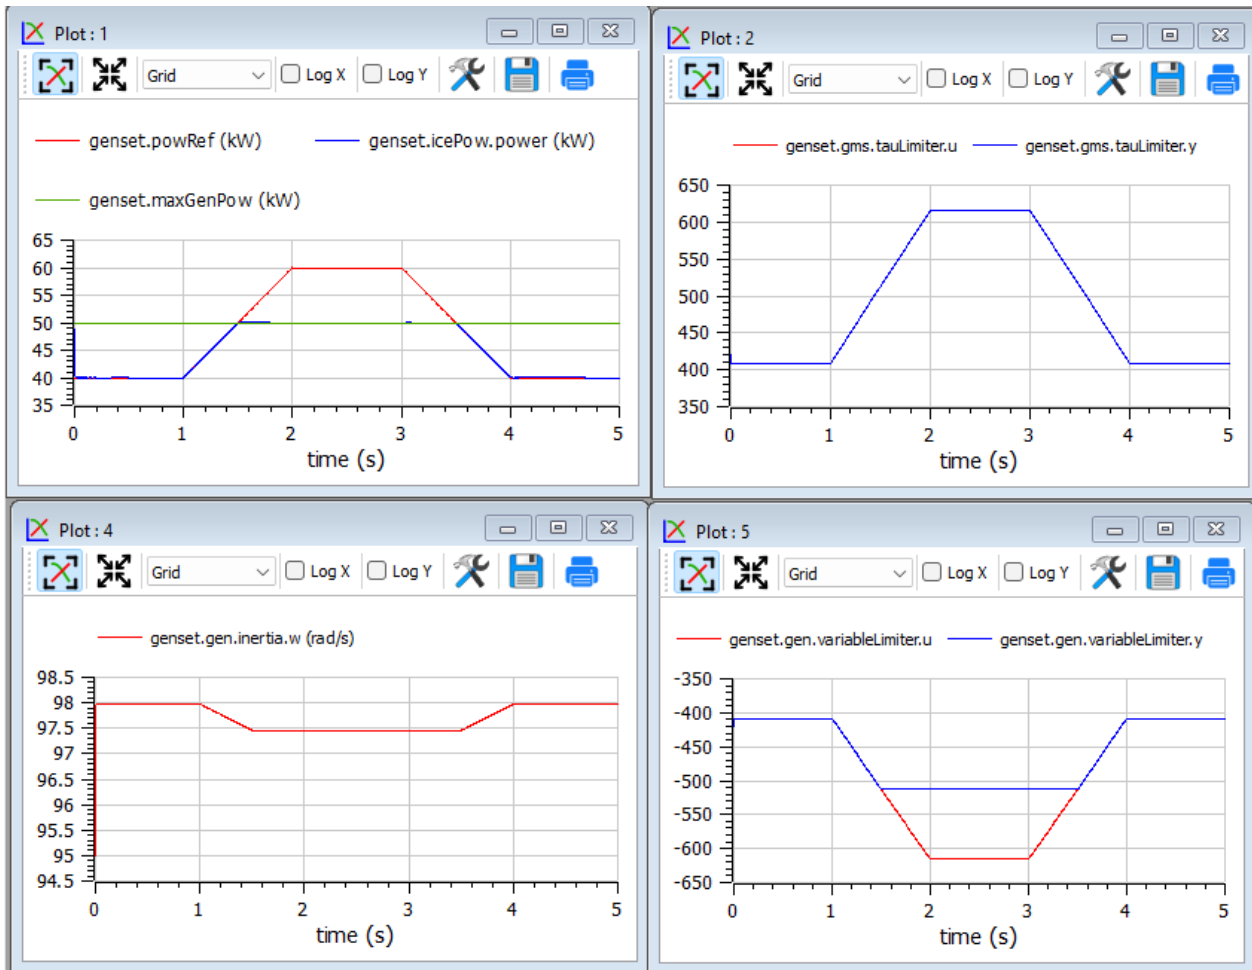 Plot : 1
Grid Log X Log Y
genset.powRef (kW) genset.icePow.power (kW)
genset.maxGenPow (kW)
65
60
55
50
45
40
35
0 1 2 3 4 5
time (s)
Plot : 2
Grid Log X Log Y
genset.gms.tauLimiter.u genset.gms.tauLimiter.y
650
600
550
500
450
400
350
0 1 2 3 4 5
time (s)
Plot : 4
Grid Log X Log Y
genset.gen.inertia.w (rad/s)
98.5
98
97.5
97
96.5
96
95.5
95
94.5
0 1 2 3 4 5
time (s)
Plot : 5
Grid Log X Log Y
genset.gen.variableLimiter.u genset.gen.variableLimiter.y
-350
-400
-450
-500
-550
-600
-650
0 1 2 3 4 5
time (s)